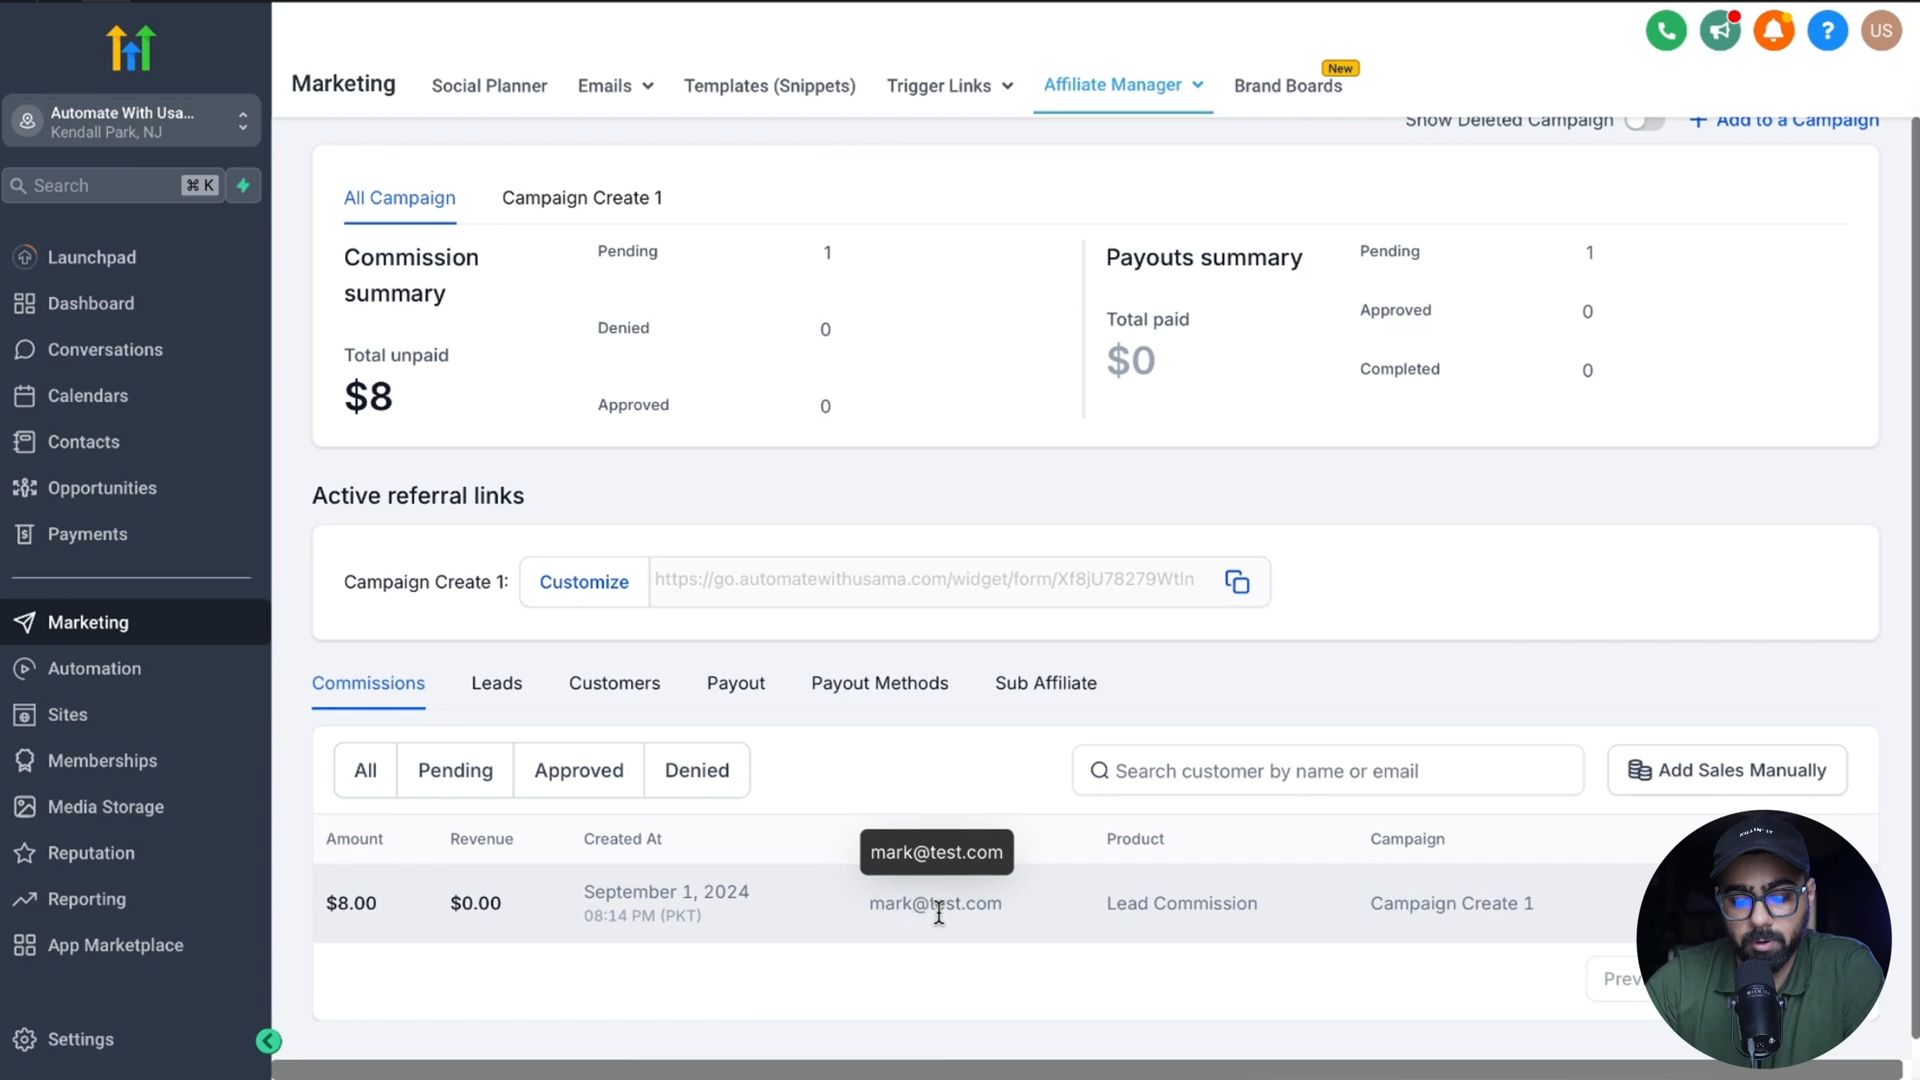 Automate With Usa...
Kendall Park, NJ
Search
⌘ K
Launchpad
Dashboard
Conversations
Calendars
Contacts
Opportunities
Payments
Marketing
Automation
Sites
Memberships
Media Storage
Reputation
Reporting
App Marketplace
Settings
US
Marketing
Social Planner
Emails
Templates (Snippets)
Trigger Links
Affiliate Manager
Brand Boards
New
Show Deleted Campaign
+ Add to a Campaign
All Campaign
Campaign Create 1
Commission
summary
Total unpaid
$8
Pending 1
Denied 0
Approved 0
Payouts summary
Total paid
$0
Pending 1
Approved 0
Completed 0
Active referral links
Campaign Create 1:
Customize
https://go.automatewithusama.com/widget/form/Xf8jU78279Wtln
Commissions
Leads
Customers
Payout
Payout Methods
Sub Affiliate
All
Pending
Approved
Denied
Search customer by name or email
Add Sales Manually
Amount
Revenue
Created At
mark@test.com
Product
Campaign
$8.00
$0.00
September 1, 2024
08:14 PM (PKT)
mark@test.com
Lead Commission
Campaign Create 1